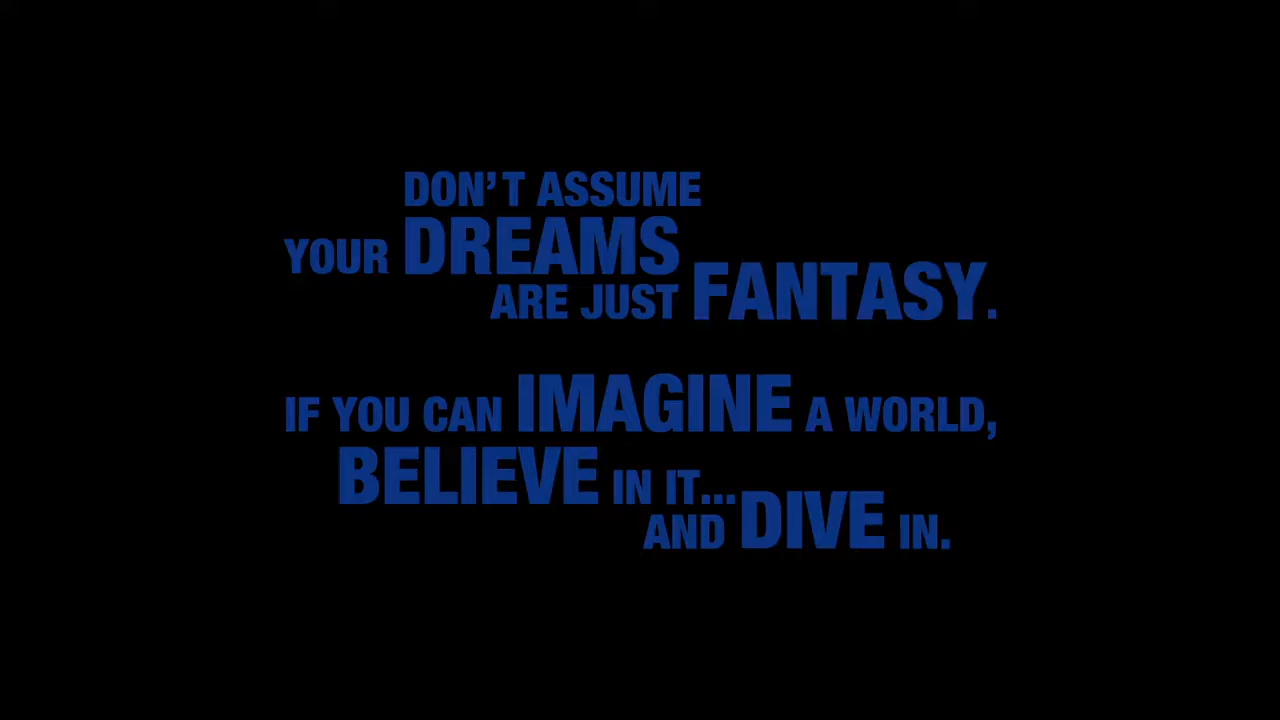 DON'T ASSUME
YOUR DREAMS
ARE JUST FANTASY.
IF YOU CAN IMAGINE A WORLD,
BELIEVE IN IT...
AND DIVE IN.